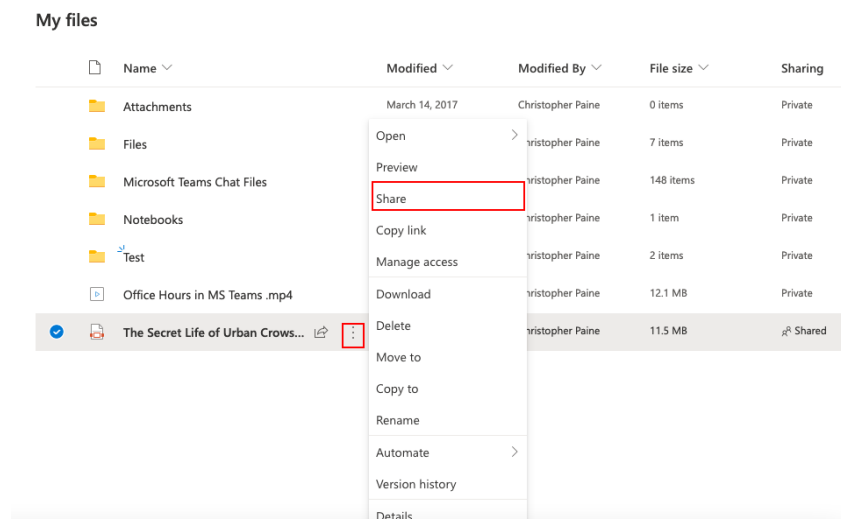 My files
Name Modified Modified By File size Sharing
Attachments March 14, 2017 Christopher Paine 0 items Private
Files hristopher Paine 7 items Private
Microsoft Teams Chat Files hristopher Paine 148 items Private
Notebooks hristopher Paine 1 item Private
Test hristopher Paine 2 items Private
Office Hours in MS Teams .mp4 hristopher Paine 12.1 MB Private
The Secret Life of Urban Crows... hristopher Paine 11.5 MB Shared
Open
Preview
Share
Copy link
Manage access
Download
Delete
Move to
Copy to
Rename
Automate
Version history
Details